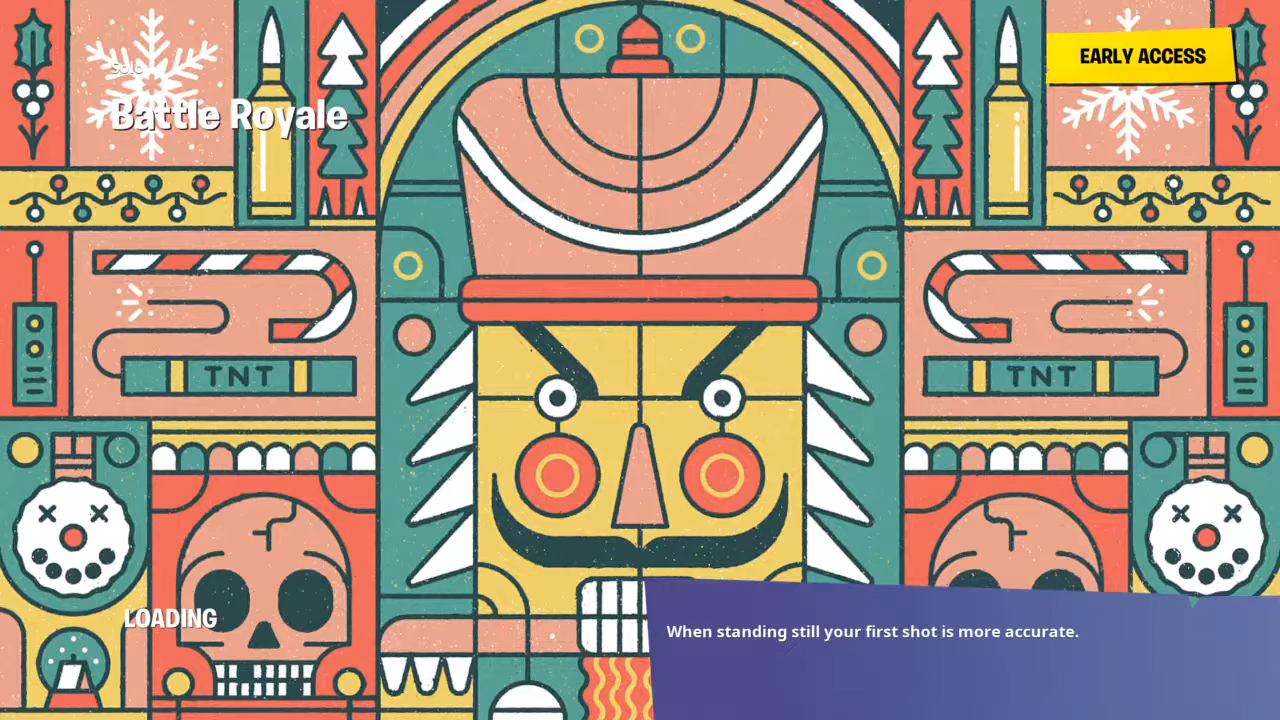 Solo
Battle Royale
EARLY ACCESS
TNT
TNT
LOADING
When standing still your first shot is more accurate.